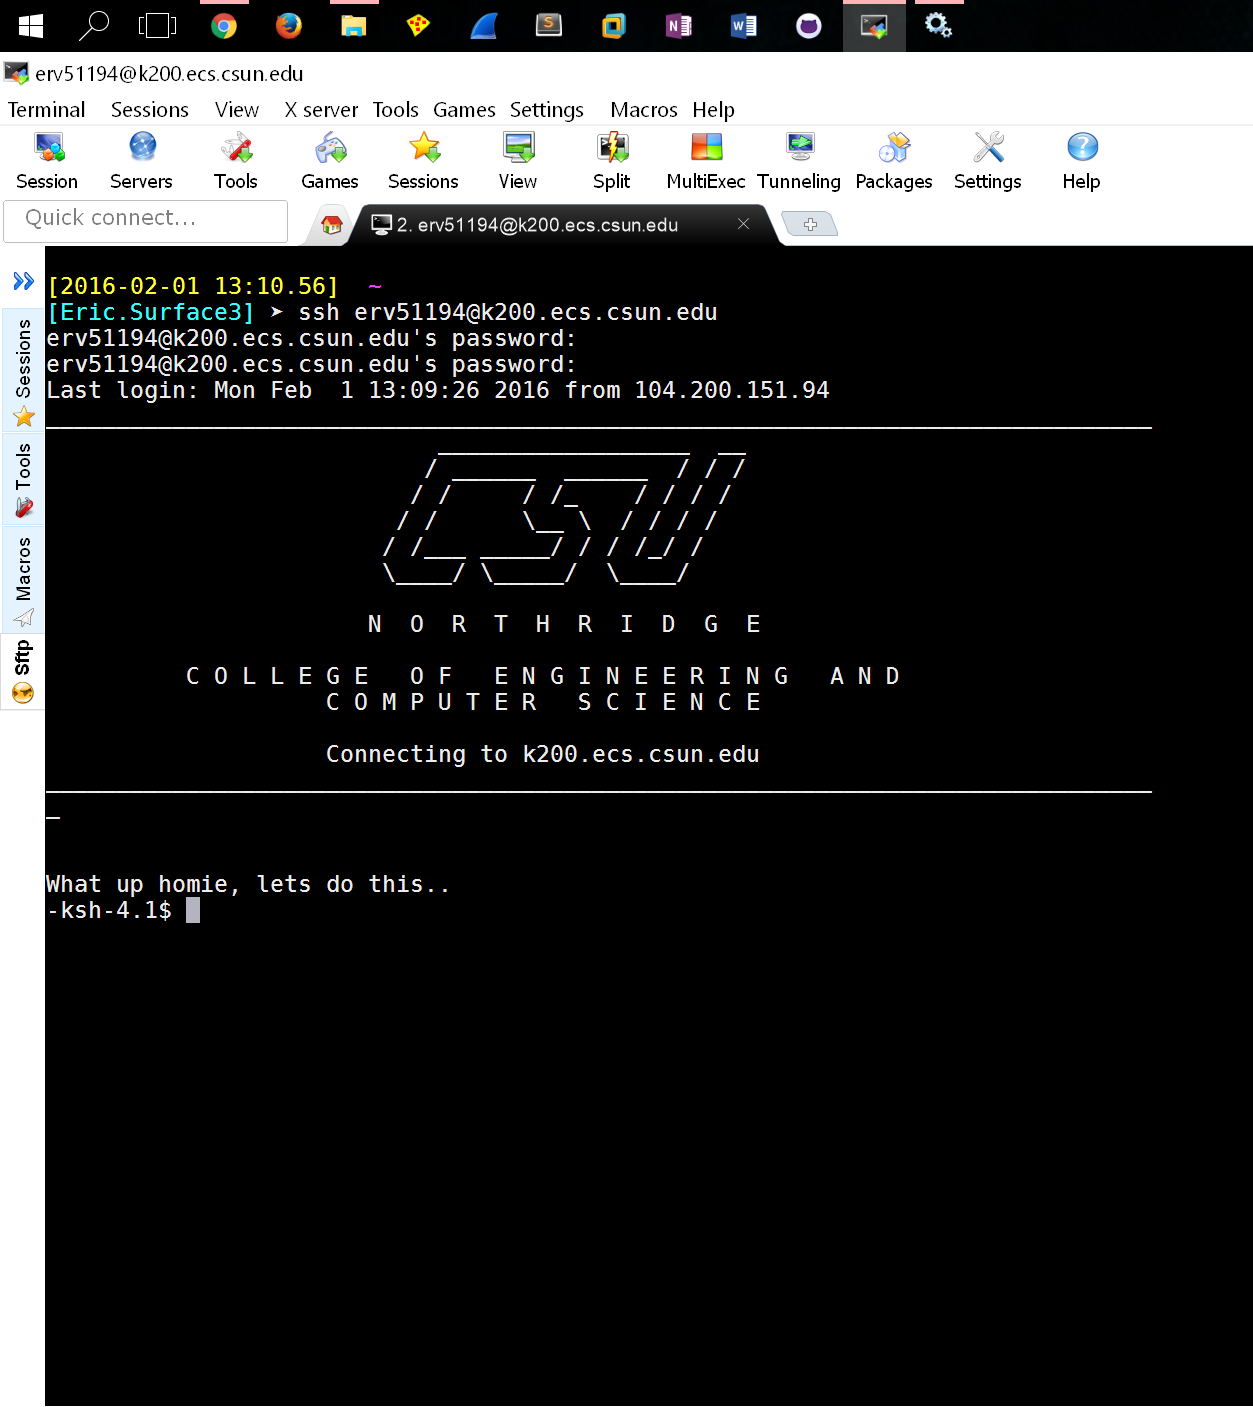 erv51194@k200.ecs.csun.edu
Terminal Sessions View X server Tools Games Settings Macros Help
Session Servers Tools Games Sessions View Split MultiExec Tunneling Packages Settings Help
Quick connect...
2. erv51194@k200.ecs.csun.edu
Sessions
Tools
Macros
Sftp
[2016-02-01 13:10.56] ~
[Eric.Surface3] ➤ ssh erv51194@k200.ecs.csun.edu
erv51194@k200.ecs.csun.edu's password:
erv51194@k200.ecs.csun.edu's password:
Last login: Mon Feb  1 13:09:26 2016 from 104.200.151.94
CSU
N O R T H R I D G E
C O L L E G E   O F   E N G I N E E R I N G   A N D
C O M P U T E R   S C I E N C E
Connecting to k200.ecs.csun.edu
What up homie, lets do this..
-ksh-4.1$